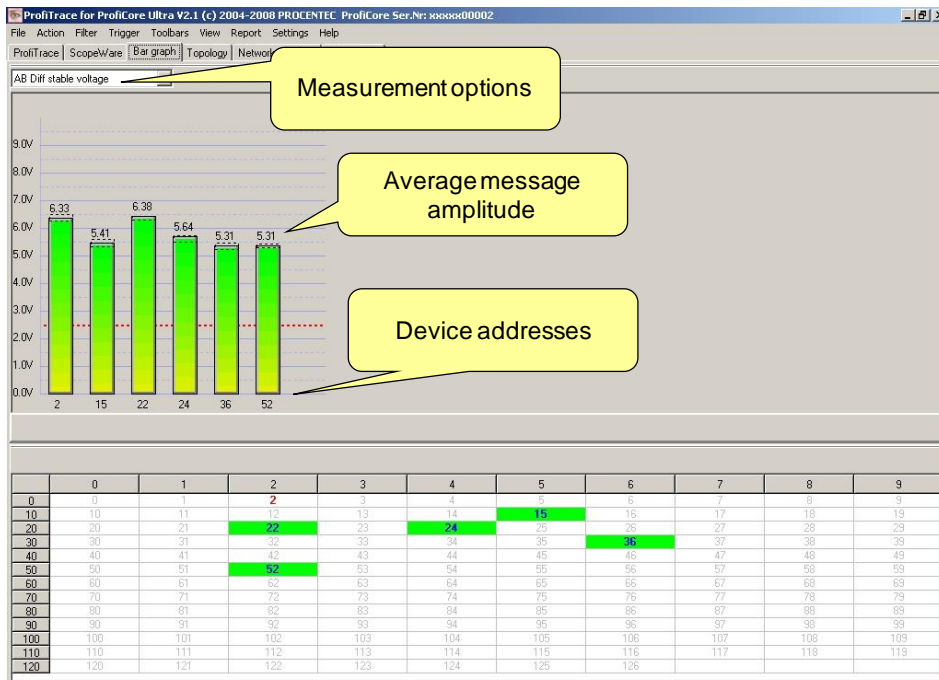 ProfiTrace for ProfiCore Ultra V2.1 (c) 2004-2008 PROCENTEC ProfiCore Ser.Nr: xxxxx00002
File Action Filter Trigger Toolbars View Report Settings Help
ProfiTrace ScopeWare Bar graph Topology Network
AB Diff stable voltage
Measurement options
9.0V
8.0V
7.0V
6.0V
5.0V
4.0V
3.0V
2.0V
1.0V
0.0V
6.33 5.41 6.38 5.64 5.31 5.31
Average message
amplitude
Device addresses
2 15 22 24 36 52
0 1 2 3 4 5 6 7 8 9
0 0 1 2 3 4 5 6 7 8 9
10 10 11 12 13 14 15 16 17 18 19
20 20 21 22 23 24 25 26 27 28 29
30 30 31 32 33 34 35 36 37 38 39
40 40 41 42 43 44 45 46 47 48 49
50 50 51 52 53 54 55 56 57 58 59
60 60 61 62 63 64 65 66 67 68 69
70 70 71 72 73 74 75 76 77 78 79
80 80 81 82 83 84 85 86 87 88 89
90 90 91 92 93 94 95 96 97 98 99
100 100 101 102 103 104 105 106 107 108 109
110 110 111 112 113 114 115 116 117 118 119
120 120 121 122 123 124 125 126